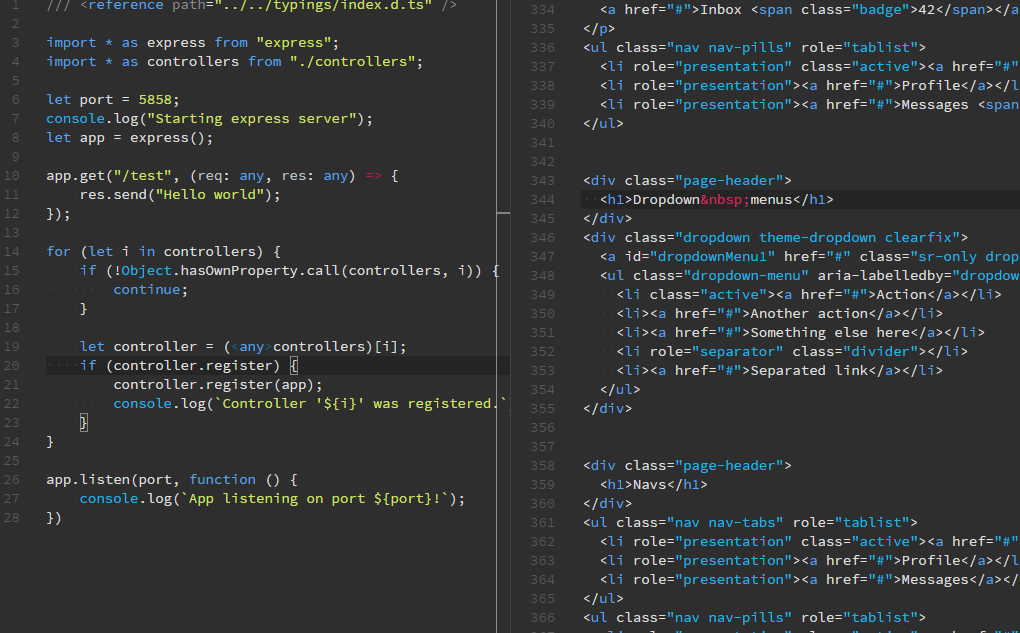 1 /// <reference path="../../typings/index.d.ts" />
2
3 import * as express from "express";
4 import * as controllers from "./controllers";
5
6 let port = 5858;
7 console.log("Starting express server");
8 let app = express();
9
10 app.get("/test", (req: any, res: any) => {
11 res.send("Hello world");
12 });
13
14 for (let i in controllers) {
15 if (!Object.hasOwnProperty.call(controllers, i)) {
16 continue;
17 }
18
19 let controller = (<any>controllers)[i];
20 if (controller.register) {
21 controller.register(app);
22 console.log(`Controller '${i}' was registered.`)
23 }
24 }
25
26 app.listen(port, function () {
27 console.log(`App listening on port ${port}!`);
28 })
334 <a href="#">Inbox <span class="badge">42</span></a
335 </p>
336 <ul class="nav nav-pills" role="tablist">
337 <li role="presentation" class="active"><a href="#"
338 <li role="presentation"><a href="#">Profile</a></l
339 <li role="presentation"><a href="#">Messages <span
340 </ul>
341
342
343 <div class="page-header">
344 <h1>Dropdown&nbsp;menus</h1>
345 </div>
346 <div class="dropdown theme-dropdown clearfix">
347 <a id="dropdownMenu1" href="#" class="sr-only drop
348 <ul class="dropdown-menu" aria-labelledby="dropdow
349 <li class="active"><a href="#">Action</a></li>
350 <li><a href="#">Another action</a></li>
351 <li><a href="#">Something else here</a></li>
352 <li role="separator" class="divider"></li>
353 <li><a href="#">Separated link</a></li>
354 </ul>
355 </div>
356
357
358 <div class="page-header">
359 <h1>Navs</h1>
360 </div>
361 <ul class="nav nav-tabs" role="tablist">
362 <li role="presentation" class="active"><a href="#"
363 <li role="presentation"><a href="#">Profile</a></l
364 <li role="presentation"><a href="#">Messages</a></
365 </ul>
366 <ul class="nav nav-pills" role="tablist">